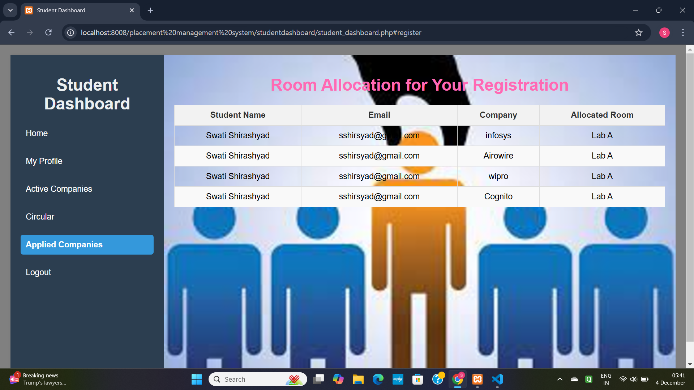 Student Dashboard
localhost:8008/placement%20management%20system/studentdashboard/student_dashboard.php#register
S
Student
Dashboard
Home
My Profile
Active Companies
Circular
Applied Companies
Logout
Room Allocation for Your Registration
Student Name Email Company Allocated Room
Swati Shirashyad sshirsyad@gmail.com infosys Lab A
Swati Shirashyad sshirsyad@gmail.com Airowire Lab A
Swati Shirashyad sshirsyad@gmail.com wipro Lab A
Swati Shirashyad sshirsyad@gmail.com Cognito Lab A
Breaking news
Trump's lawyers...
Search
ENG
IN
05:41
4 December